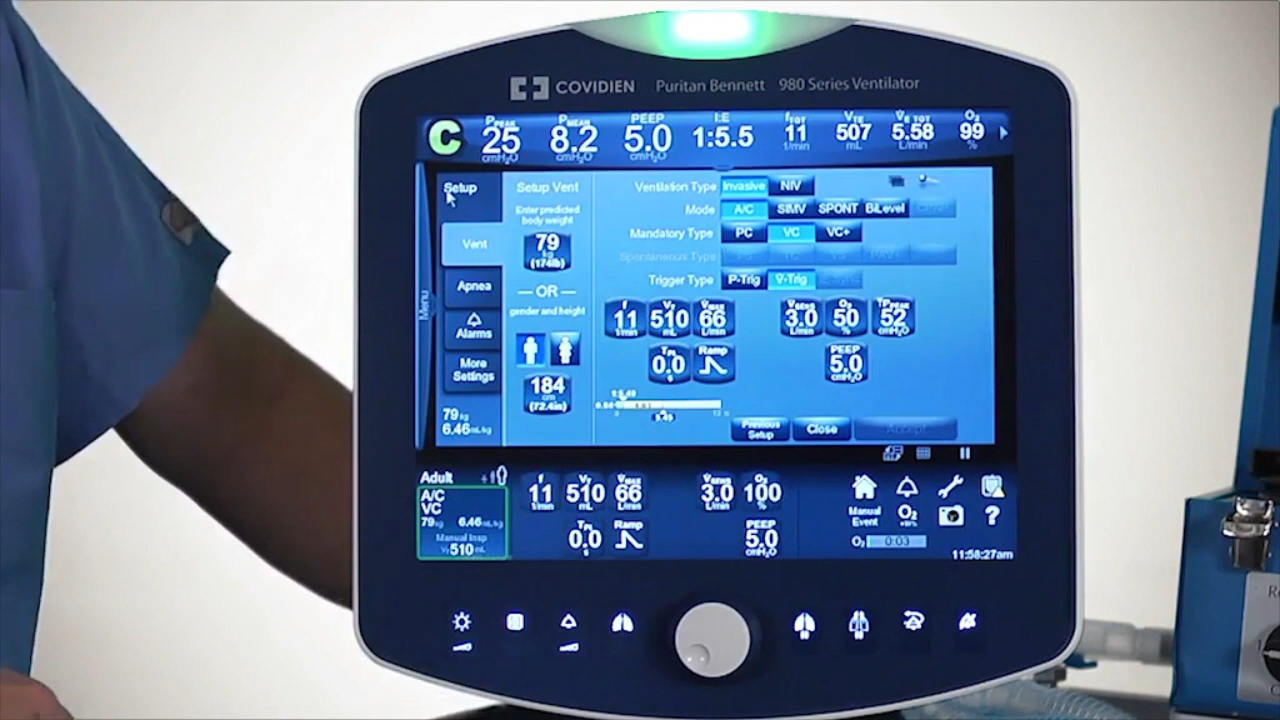 COVIDIEN Puritan Bennett 980 Series Ventilator
C PPEAK 25 cmH2O PMEAN 8.2 cmH2O PEEP 5.0 cmH2O I:E 1:5.5 fTOT 11 1/min VTE 507 mL VE TOT 5.58 L/min O2 99 %
Menu
Setup
Vent
Apnea
Alarms
More
Settings
79 kg
6.46 mL/kg
Setup Vent
Enter predicted
body weight
79
kg
(174lb)
OR
gender and height
184
cm
(72.4in)
Ventilation Type Invasive NIV
Mode A/C SIMV SPONT BiLevel
Mandatory Type PC VC VC+
Spontaneous Type
Trigger Type P-Trig V-Trig
f 11 1/min VT 510 mL VMAX 66 L/min VSENS 3.0 L/min O2 50 % PPEAK 52 cmH2O
TPL 0.0 s Ramp PEEP 5.0 cmH2O
Previous
Setup
Close
Accept
Adult
A/C
VC
79 kg 6.46 mL/kg
Manual Insp
VT 510 mL
f 11 1/min VT 510 mL VMAX 66 L/min VSENS 3.0 L/min O2 100 %
TPL 0.0 s Ramp PEEP 5.0 cmH2O
Manual
Event
O2
?
O2 0:03
11:58:27am